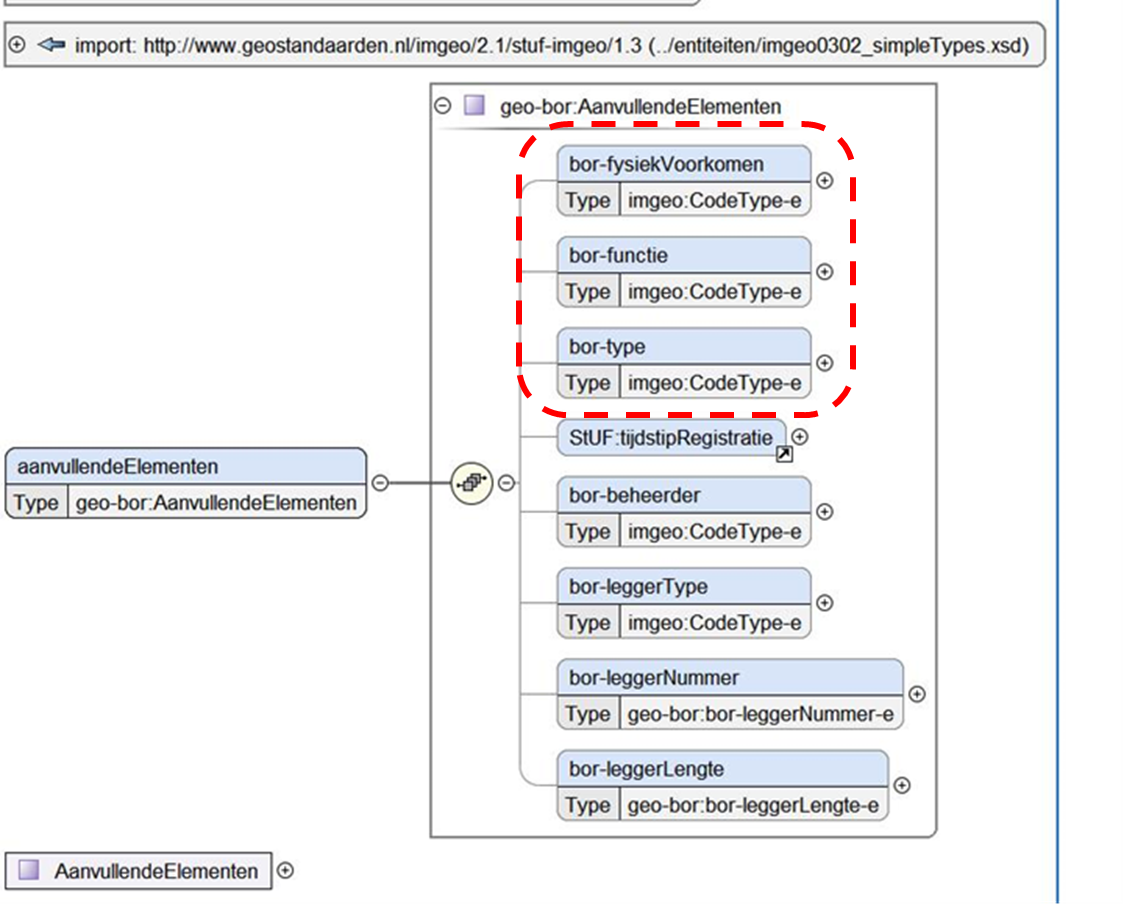 import: http://www.geostandaarden.nl/imgeo/2.1/stuf-imgeo/1.3 (../entiteiten/imgeo0302_simpleTypes.xsd)
geo-bor:AanvullendeElementen
bor-fysiekVoorkomen
Type imgeo:CodeType-e
bor-functie
Type imgeo:CodeType-e
bor-type
Type imgeo:CodeType-e
StUF:tijdstipRegistratie
aanvullendeElementen
Type geo-bor:AanvullendeElementen
bor-beheerder
Type imgeo:CodeType-e
bor-leggerType
Type imgeo:CodeType-e
bor-leggerNummer
Type geo-bor:bor-leggerNummer-e
bor-leggerLengte
Type geo-bor:bor-leggerLengte-e
AanvullendeElementen